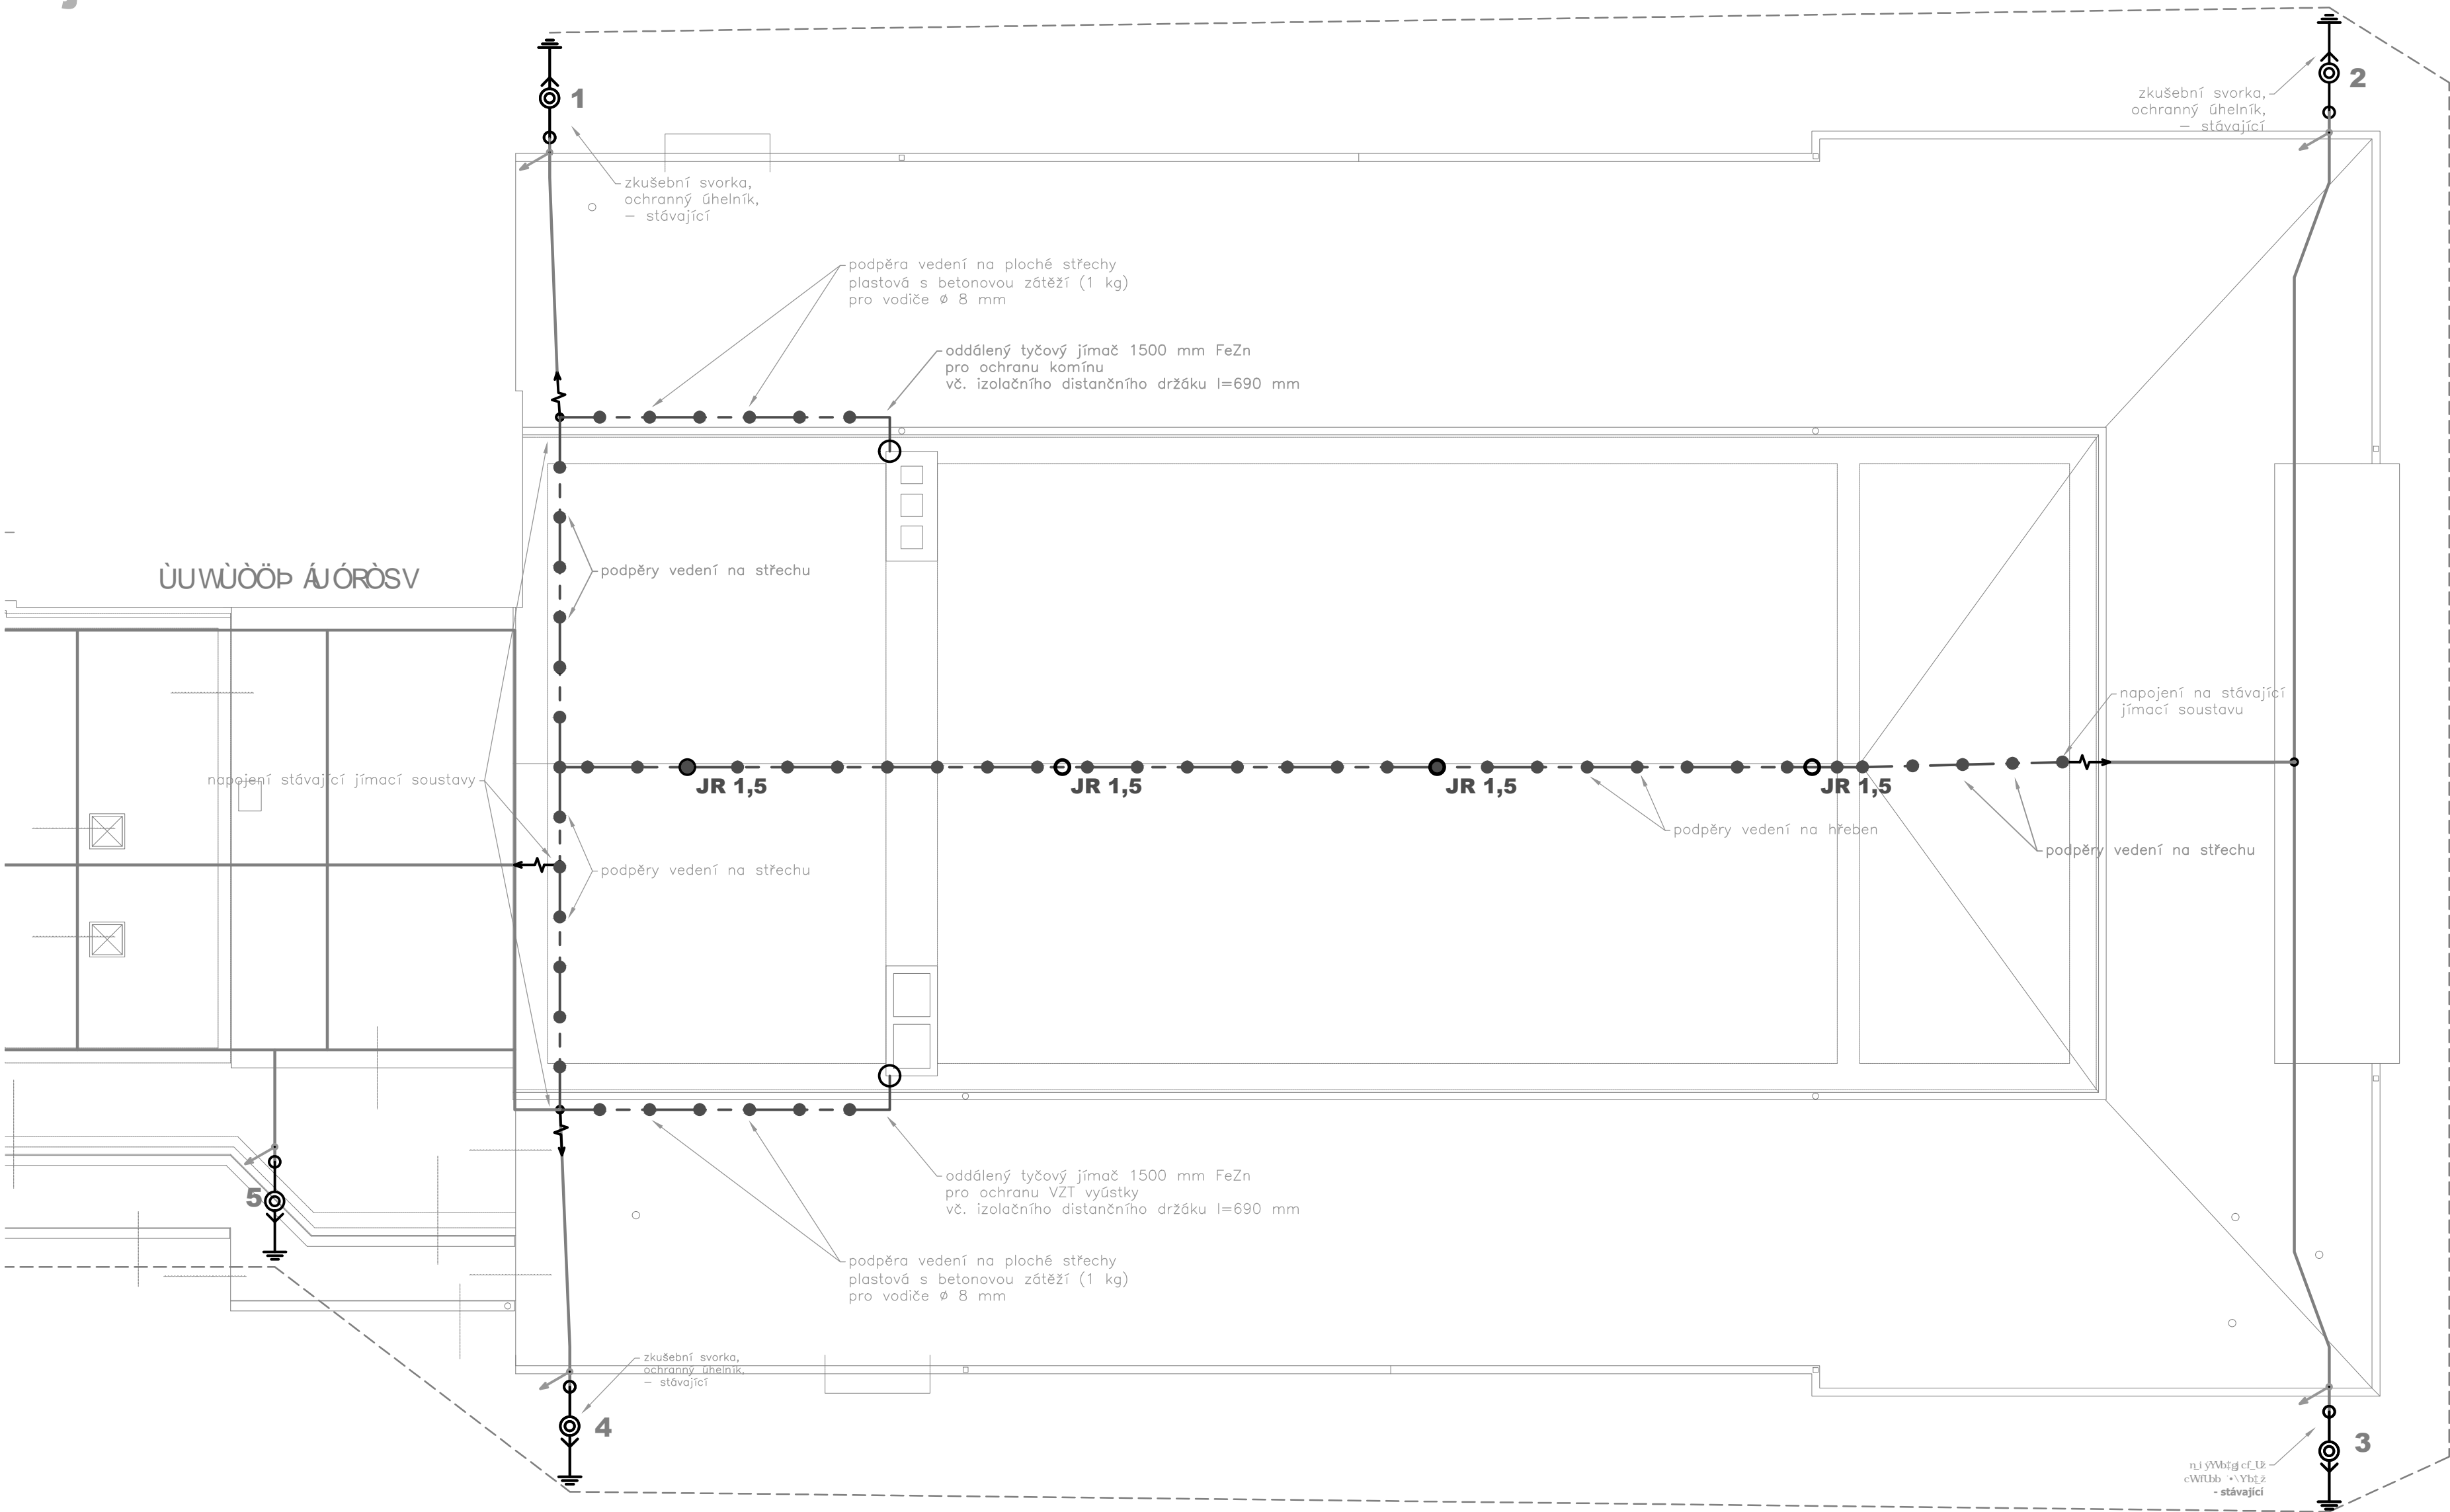 1
2
zkušební svorka,
ochranný úhelník,
– stávající
zkušební svorka,
ochranný úhelník,
– stávající
podpěra vedení na ploché střechy
plastová s betonovou zátěží (1 kg)
pro vodiče ø 8 mm
oddálený tyčový jímač 1500 mm FeZn
pro ochranu komínu
vč. izolačního distančního držáku l=690 mm
podpěry vedení na střechu
napojení na stávající
jímací soustavu
napojení stávající jímací soustavy
JR 1,5
JR 1,5
JR 1,5
JR 1,5
podpěry vedení na hřeben
podpěry vedení na střechu
podpěry vedení na střechu
oddálený tyčový jímač 1500 mm FeZn
pro ochranu VZT vyústky
vč. izolačního distančního držáku l=690 mm
5
podpěra vedení na ploché střechy
plastová s betonovou zátěží (1 kg)
pro vodiče ø 8 mm
zkušební svorka,
ochranný úhelník,
– stávající
4
3
- stávající